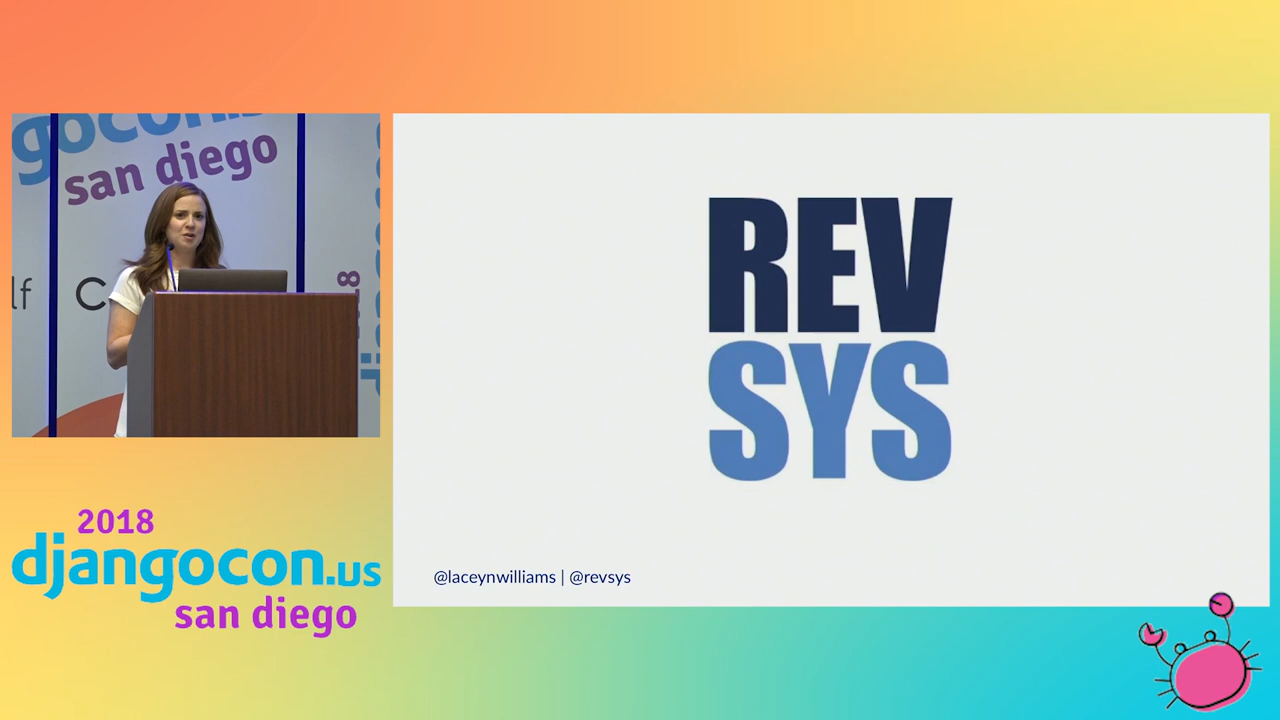 san diego
REV
SYS
@laceynwilliams | @revsys
2018
djangocon.us
san diego